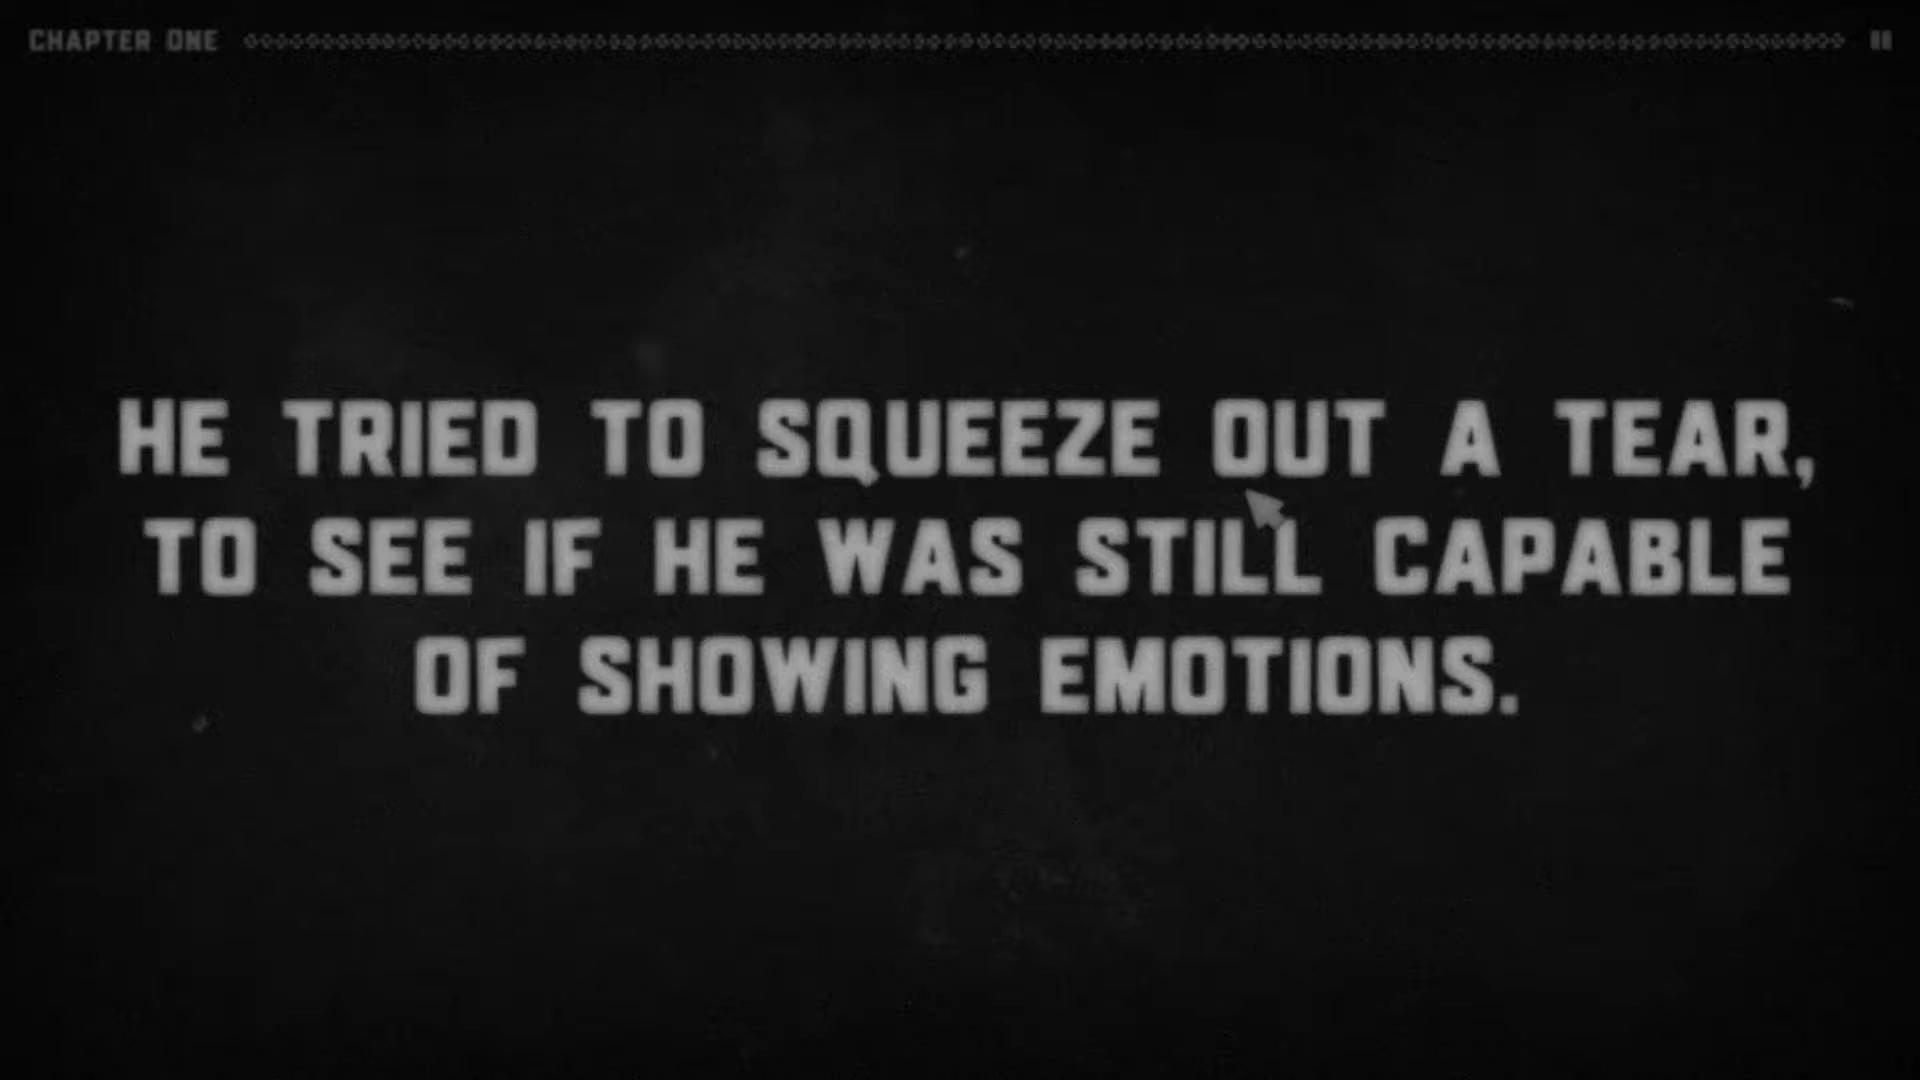 CHAPTER ONE
HE TRIED TO SQUEEZE OUT A TEAR,
TO SEE IF HE WAS STILL CAPABLE
OF SHOWING EMOTIONS.